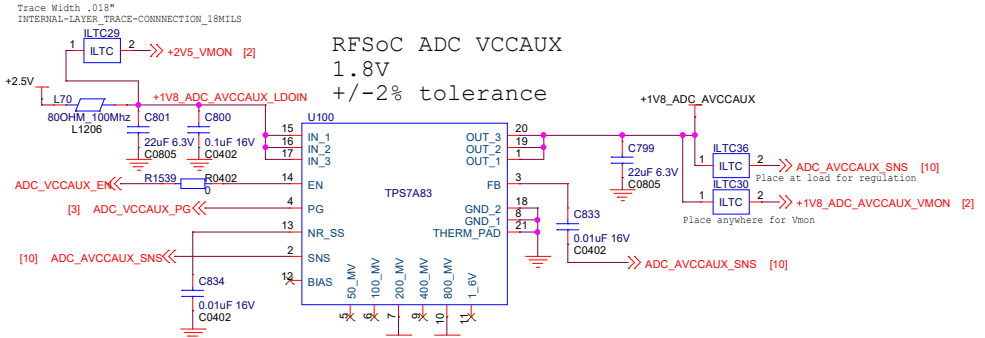 Trace Width .018"
INTERNAL-LAYER_TRACE-CONNNECTION_18MILS
ILTC29
1 ILTC 2 +2V5_VMON [2]
RFSoC ADC VCCAUX
1.8V
+/-2% tolerance
+2.5V
L70
80OHM_100Mhz
L1206
+1V8_ADC_AVCCAUX_LDOIN
C801
22uF 6.3V
C0805
C800
0.1uF 16V
C0402
U100
TPS7A83
15 IN_1
16 IN_2
17 IN_3
14 EN
4 PG
13 NR_SS
2 SNS
12 BIAS
OUT_3 20
OUT_2 19
OUT_1 1
FB 3
GND_2 18
GND_1 8
THERM_PAD 21
50_MV
100_MV
200_MV
400_MV
800_MV
1_6V
5
6
7
9
10
11
ADC_VCCAUX_EN
R1539
R0402
0
[3] ADC_VCCAUX_PG
[10] ADC_AVCCAUX_SNS
C834
0.01uF 16V
C0402
+1V8_ADC_AVCCAUX
C799
22uF 6.3V
C0805
ILTC36
1 ILTC 2 ADC_AVCCAUX_SNS [10]
Place at load for regulation
ILTC30
1 ILTC 2 +1V8_ADC_AVCCAUX_VMON [2]
Place anywhere for Vmon
C833
0.01uF 16V
C0402
ADC_AVCCAUX_SNS [10]